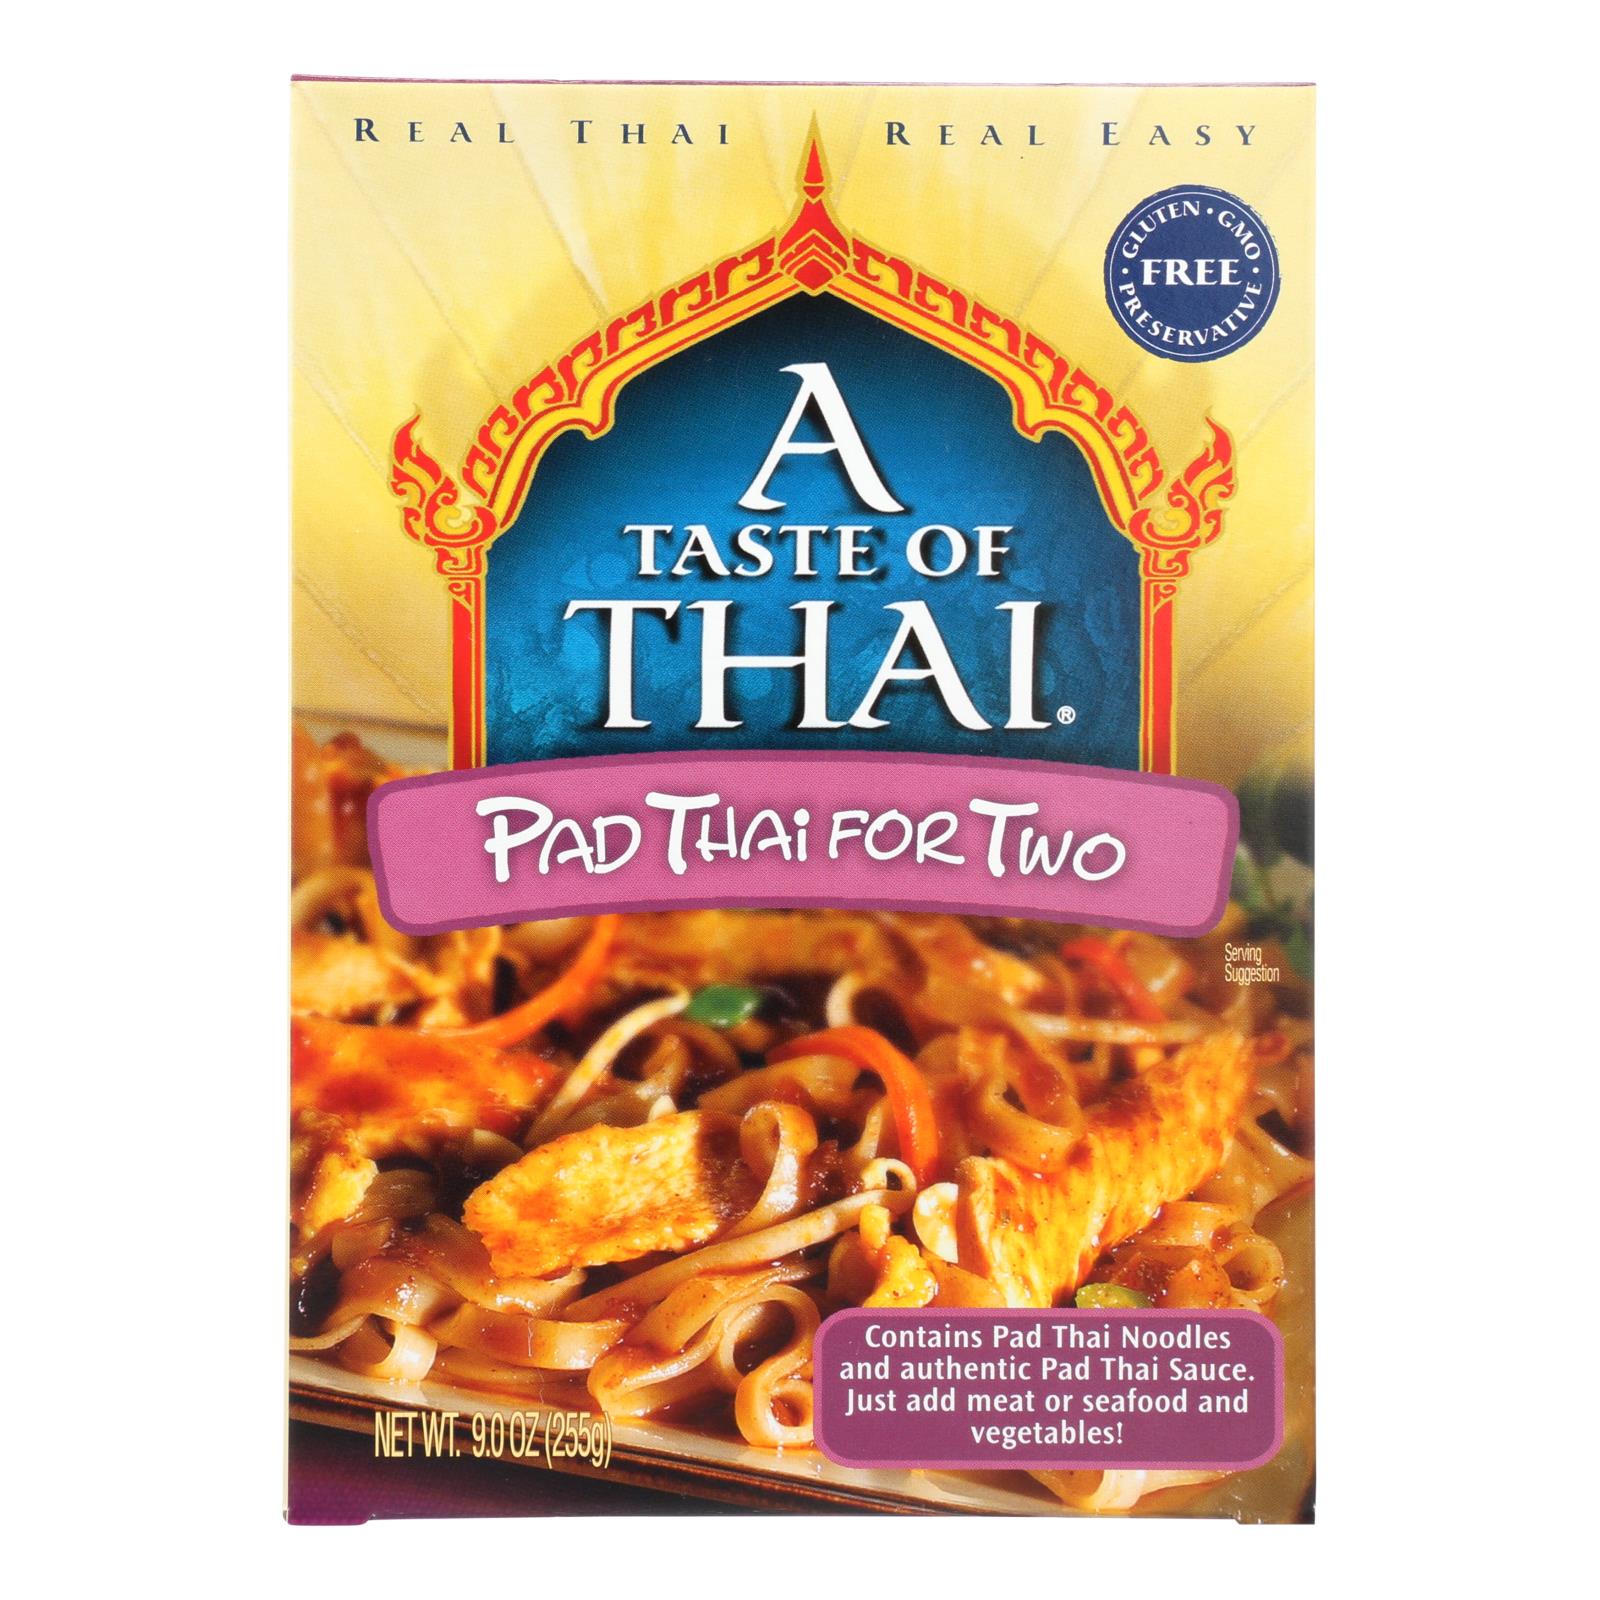 REAL THAI REAL EASY
GLUTEN · GMO
FREE
· PRESERVATIVE ·
A
TASTE OF
THAI®
PAD THAI FOR TWO
Serving
Suggestion
Contains Pad Thai Noodles
and authentic Pad Thai Sauce.
Just add meat or seafood and
vegetables!
NET WT. 9.0 OZ (255g)